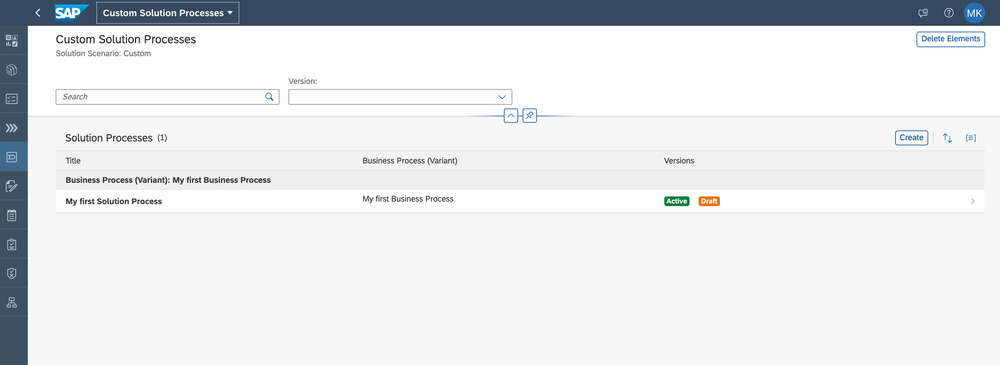 SAP
Custom Solution Processes
MK
Custom Solution Processes
Delete Elements
Solution Scenario: Custom
Version:
Search
Solution Processes (1)
Create
Title Business Process (Variant) Versions
Business Process (Variant): My first Business Process
My first Solution Process My first Business Process Active Draft